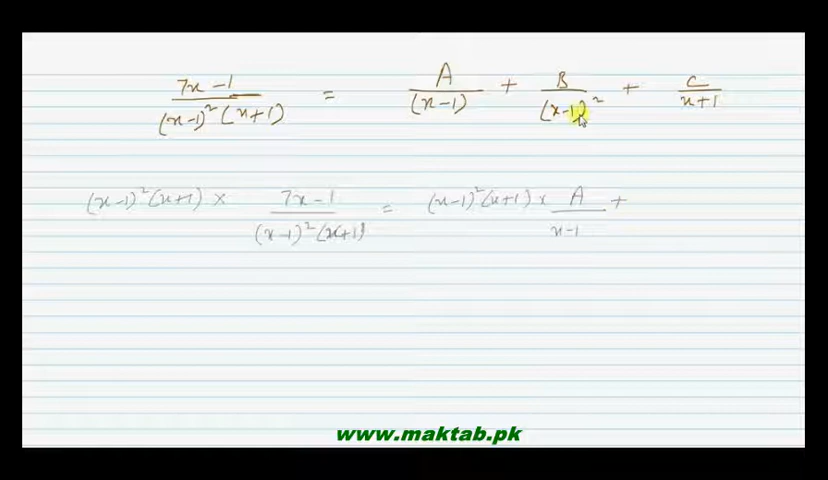 7x-1/(x-1)²(x+1) = A/(x-1) + B/(x-1)² + C/x+1
(x-1)²(x+1) × 7x-1/(x-1)²(x+1) = (x-1)²(x+1) × A/x-1 +
www.maktab.pk